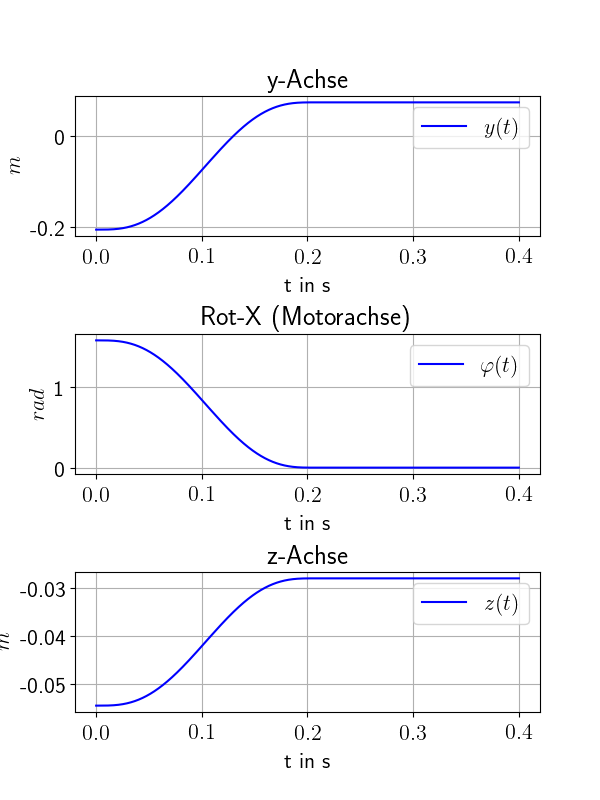 y-Achse
0
-0.2
m
y(t)
0.0 0.1 0.2 0.3 0.4
t in s
Rot-X (Motorachse)
1
0
rad
φ(t)
0.0 0.1 0.2 0.3 0.4
t in s
z-Achse
-0.03
-0.04
-0.05
m
z(t)
0.0 0.1 0.2 0.3 0.4
t in s